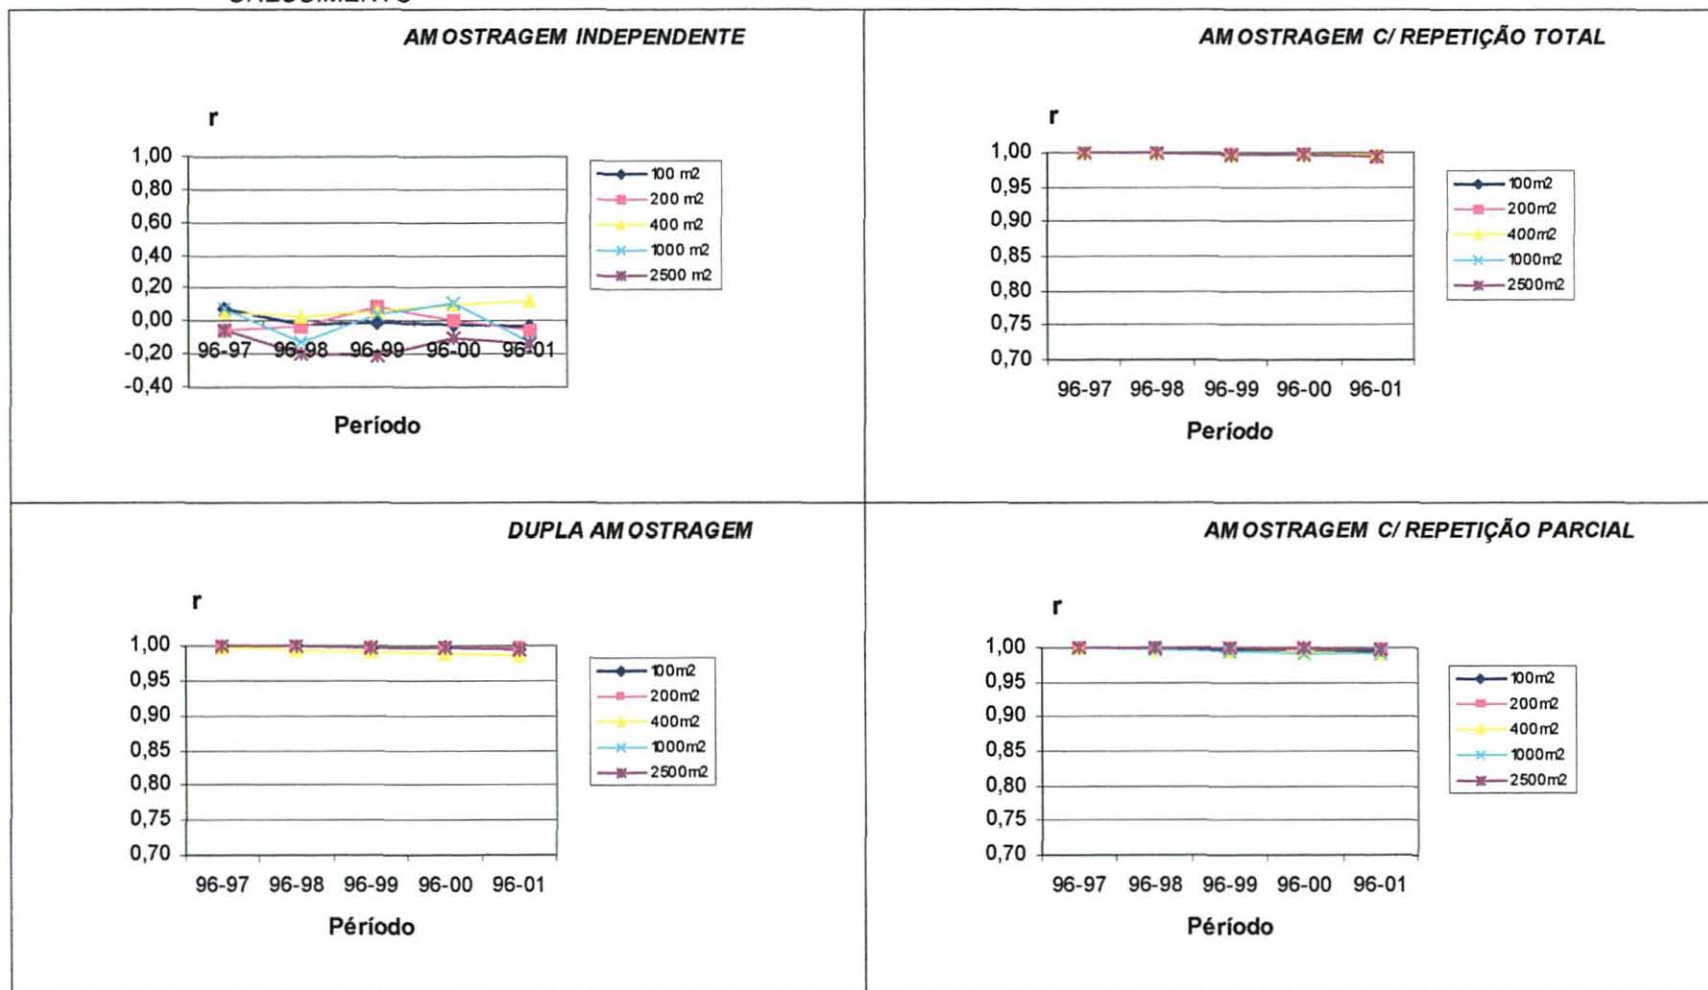 AMOSTRAGEM INDEPENDENTE
r
1,00
0,80
0,60
0,40
0,20
0,00
-0,20
-0,40
96-97 96-98 96-99 96-00 96-01
Período
100 m2
200 m2
400 m2
1000 m2
2500 m2
AMOSTRAGEM C/ REPETIÇÃO TOTAL
r
1,00
0,95
0,90
0,85
0,80
0,75
0,70
96-97 96-98 96-99 96-00 96-01
Período
100m2
200m2
400m2
1000m2
2500m2
DUPLA AMOSTRAGEM
r
1,00
0,95
0,90
0,85
0,80
0,75
0,70
96-97 96-98 96-99 96-00 96-01
Péríodo
100m2
200m2
400m2
1000m2
2500m2
AMOSTRAGEM C/ REPETIÇÃO PARCIAL
r
1,00
0,95
0,90
0,85
0,80
0,75
0,70
96-97 96-98 96-99 96-00 96-01
Período
100m2
200m2
400m2
1000m2
2500m2